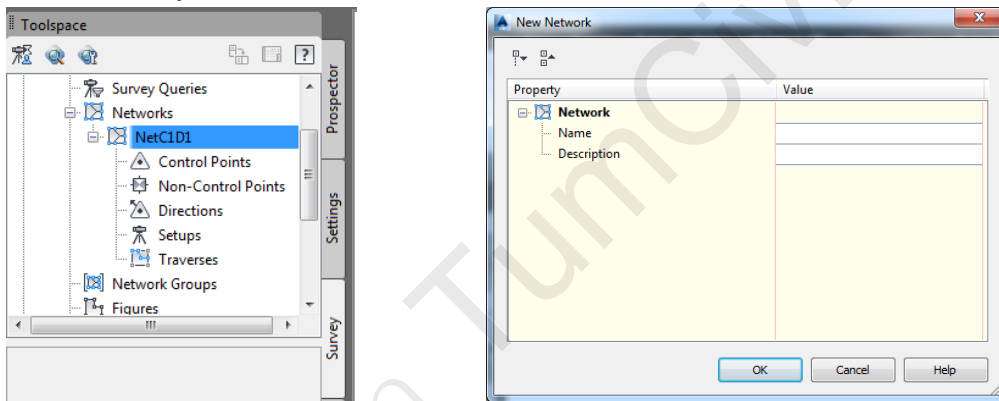 Toolspace
Survey Queries
Networks
NetC1D1
Control Points
Non-Control Points
Directions
Setups
Traverses
Network Groups
Figures
Prospector
Settings
Survey
New Network
Property Value
Network
Name
Description
OK Cancel Help
TumCivil